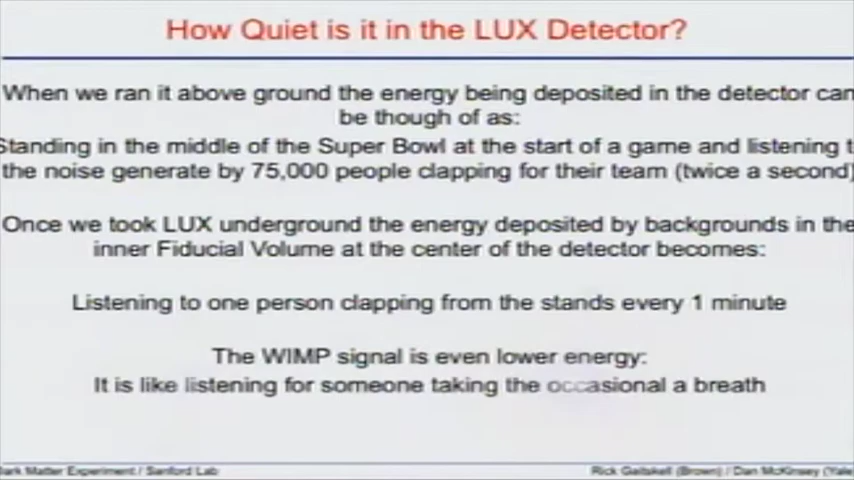 How Quiet is it in the LUX Detector?
When we ran it above ground the energy being deposited in the detector can
be though of as:
Standing in the middle of the Super Bowl at the start of a game and listening t
the noise generate by 75,000 people clapping for their team (twice a second)
Once we took LUX underground the energy deposited by backgrounds in the
inner Fiducial Volume at the center of the detector becomes:
Listening to one person clapping from the stands every 1 minute
The WIMP signal is even lower energy:
It is like listening for someone taking the occasional a breath
Dark Matter Experiment / Sanford Lab
Rick Gaitskell (Brown) / Dan McKinsey (Yale